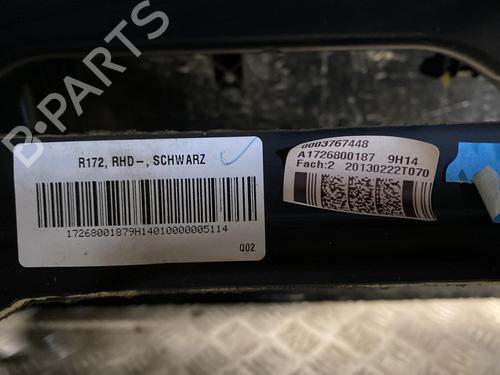 B-PARTS
R172, RHD-, SCHWARZ
17268001879H14010000005114
Q02
0003767448
A1726800187 9H14
Fach:2 20130222T070